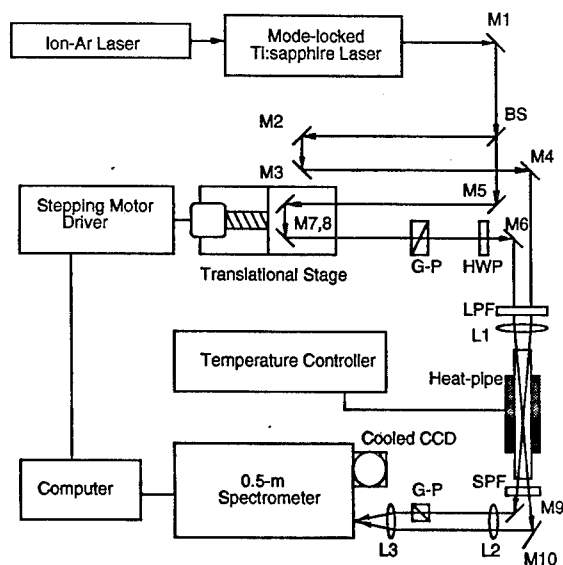 Ion-Ar Laser
Mode-locked
Ti:sapphire Laser
M1
BS
M2
M4
M3
M5
Stepping Motor
Driver
M7,8
M6
Translational Stage
G-P
HWP
LPF
L1
Temperature Controller
Heat-pipe
Cooled CCD
0.5-m
Spectrometer
Computer
SPF
G-P
M9
L3
L2
M10